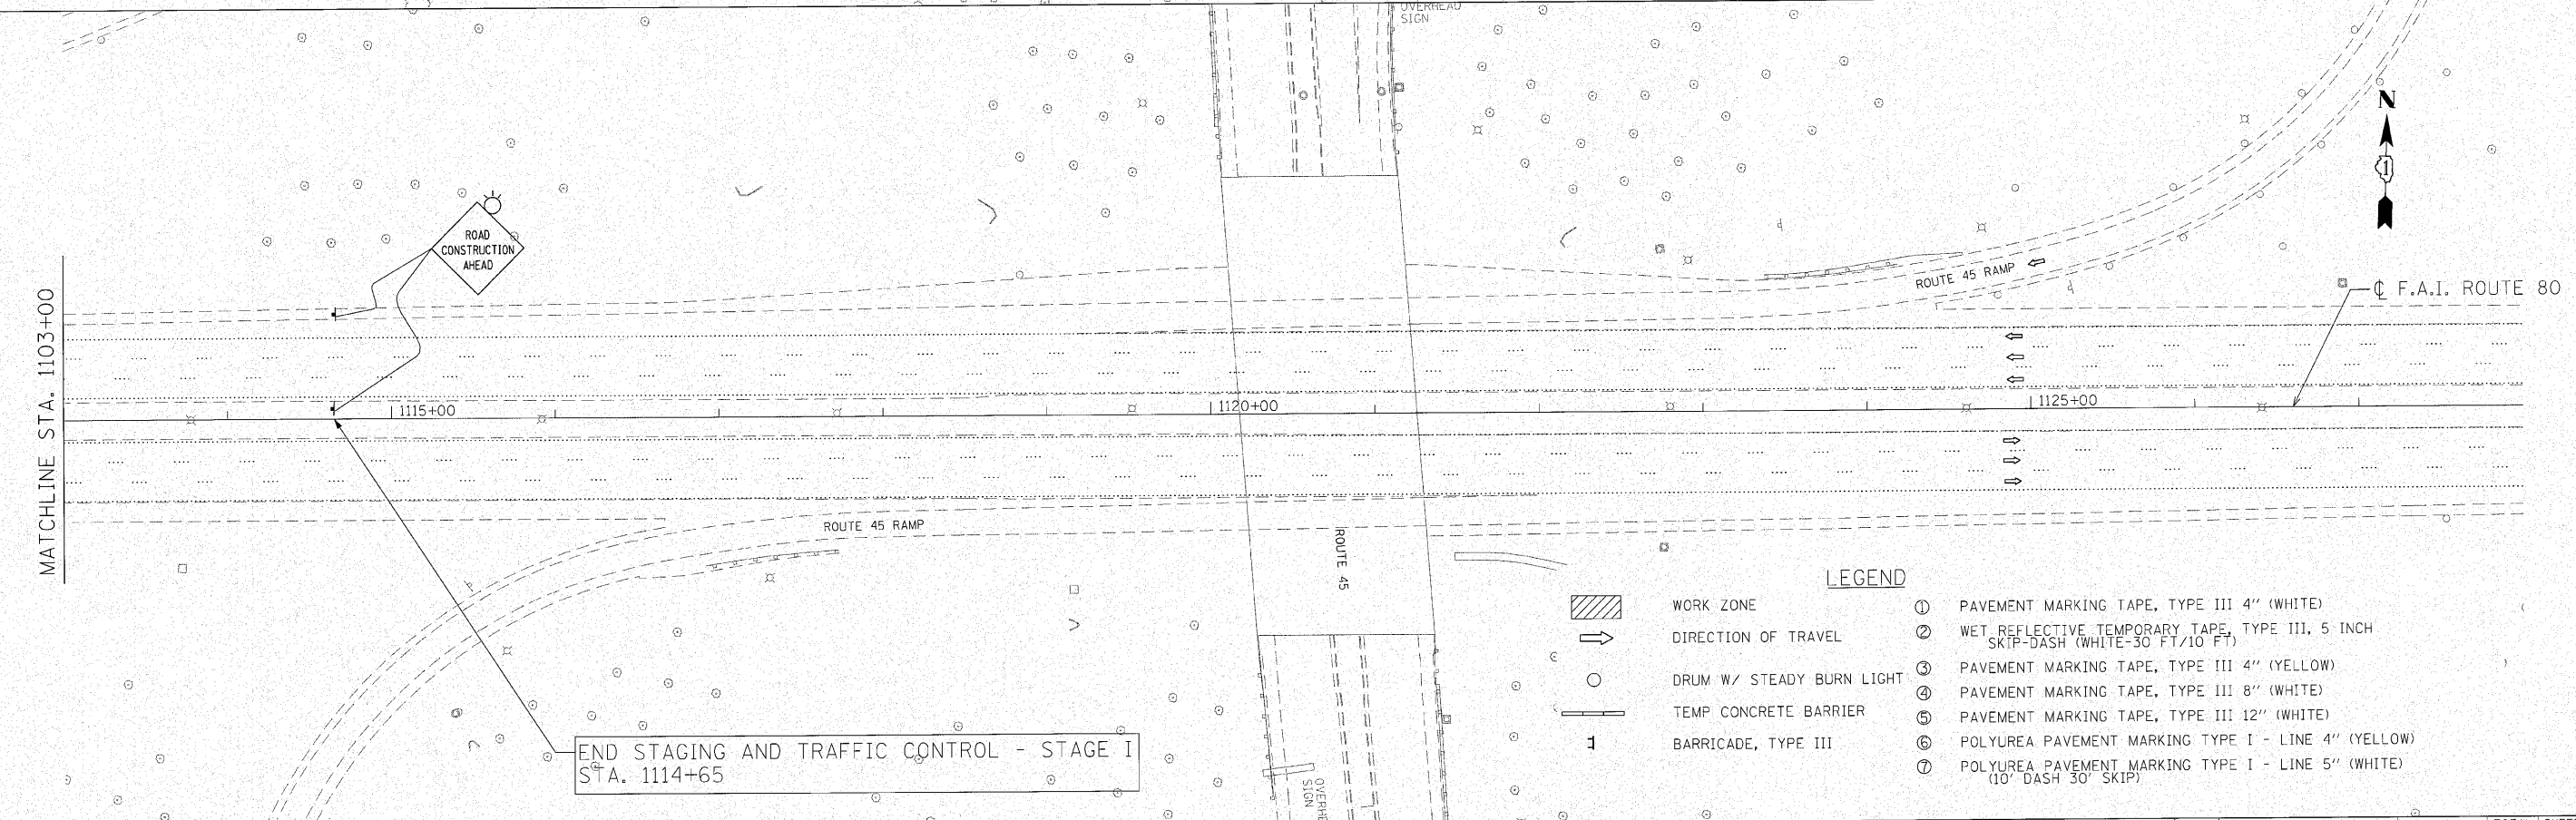 OVERHEAD
SIGN
N
1
ROAD
CONSTRUCTION
AHEAD
ROUTE 45 RAMP
℄ F.A.I. ROUTE 80
MATCHLINE STA. 1103+00
1115+00
1120+00
1125+00
ROUTE 45 RAMP
ROUTE 45
END STAGING AND TRAFFIC CONTROL - STAGE I
STA. 1114+65
SIGN
LEGEND
WORK ZONE
DIRECTION OF TRAVEL
DRUM W/ STEADY BURN LIGHT
TEMP CONCRETE BARRIER
BARRICADE, TYPE III
① PAVEMENT MARKING TAPE, TYPE III 4" (WHITE)
② WET REFLECTIVE TEMPORARY TAPE, TYPE III, 5 INCH
SKIP-DASH (WHITE-30 FT/10 FT)
③ PAVEMENT MARKING TAPE, TYPE III 4" (YELLOW)
④ PAVEMENT MARKING TAPE, TYPE III 8" (WHITE)
⑤ PAVEMENT MARKING TAPE, TYPE III 12" (WHITE)
⑥ POLYUREA PAVEMENT MARKING TYPE I - LINE 4" (YELLOW)
⑦ POLYUREA PAVEMENT MARKING TYPE I - LINE 5" (WHITE)
(10' DASH 30' SKIP)